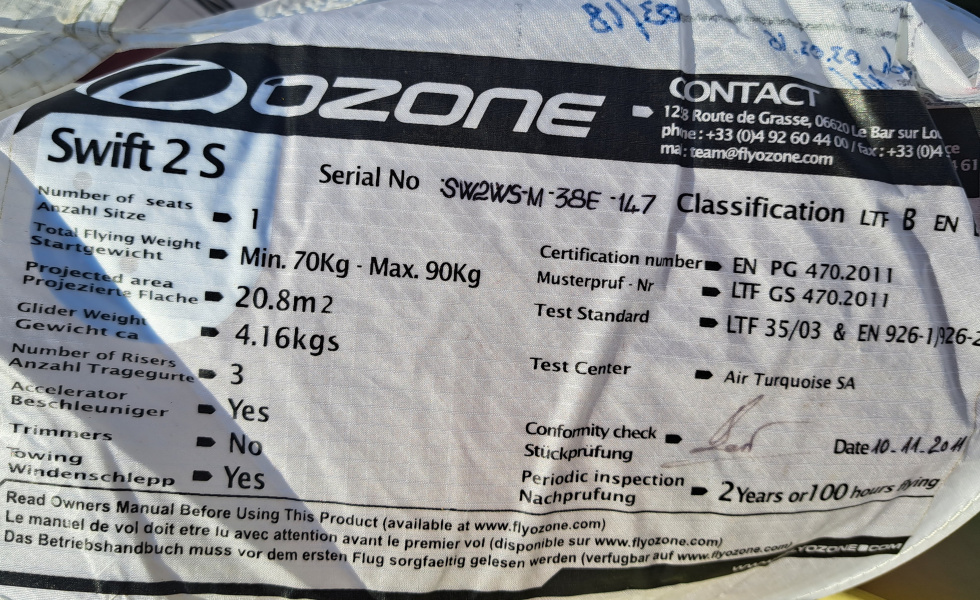 03/18
OZONE
CONTACT
128 Route de Grasse, 06620 Le Bar sur
phne : +33 (0)4 92 60 44 00 / fax : +33 (0)4
team@flyozone.com
Swift 2 S
Serial No SW2WS-M-38E-147
Classification LTF B EN
Number of seats
Anzahl Sitze 1
Total Flying Weight
Startgewicht Min. 70Kg - Max. 90Kg
Projected area
Projezierte Flache 20.8m2
Glider Weight
Gewicht ca 4.16kgs
Number of Risers
Anzahl Tragegurte 3
Accelerator
Beschleuniger Yes
Trimmers No
Towing
Windenschlepp Yes
Certification number EN PG 470.2011
Musterpruf - Nr LTF GS 470.2011
Test Standard LTF 35/03 & EN 926-1/926-2
Test Center Air Turquoise SA
Conformity check
Stückprüfung
Date 10.11.2011
Periodic inspection
Nachprufung 2 Years or 100 hours flying
Read Owners Manual Before Using This Product (available at www.flyozone.com)
Le manuel de vol doit etre lu avec attention avant le premier vol (disponible sur www.flyozone.com)
Das Betriebshandbuch muss vor dem ersten Flug sorgfaeltig gelesen werden (verfugbar auf www.flyozone.com)